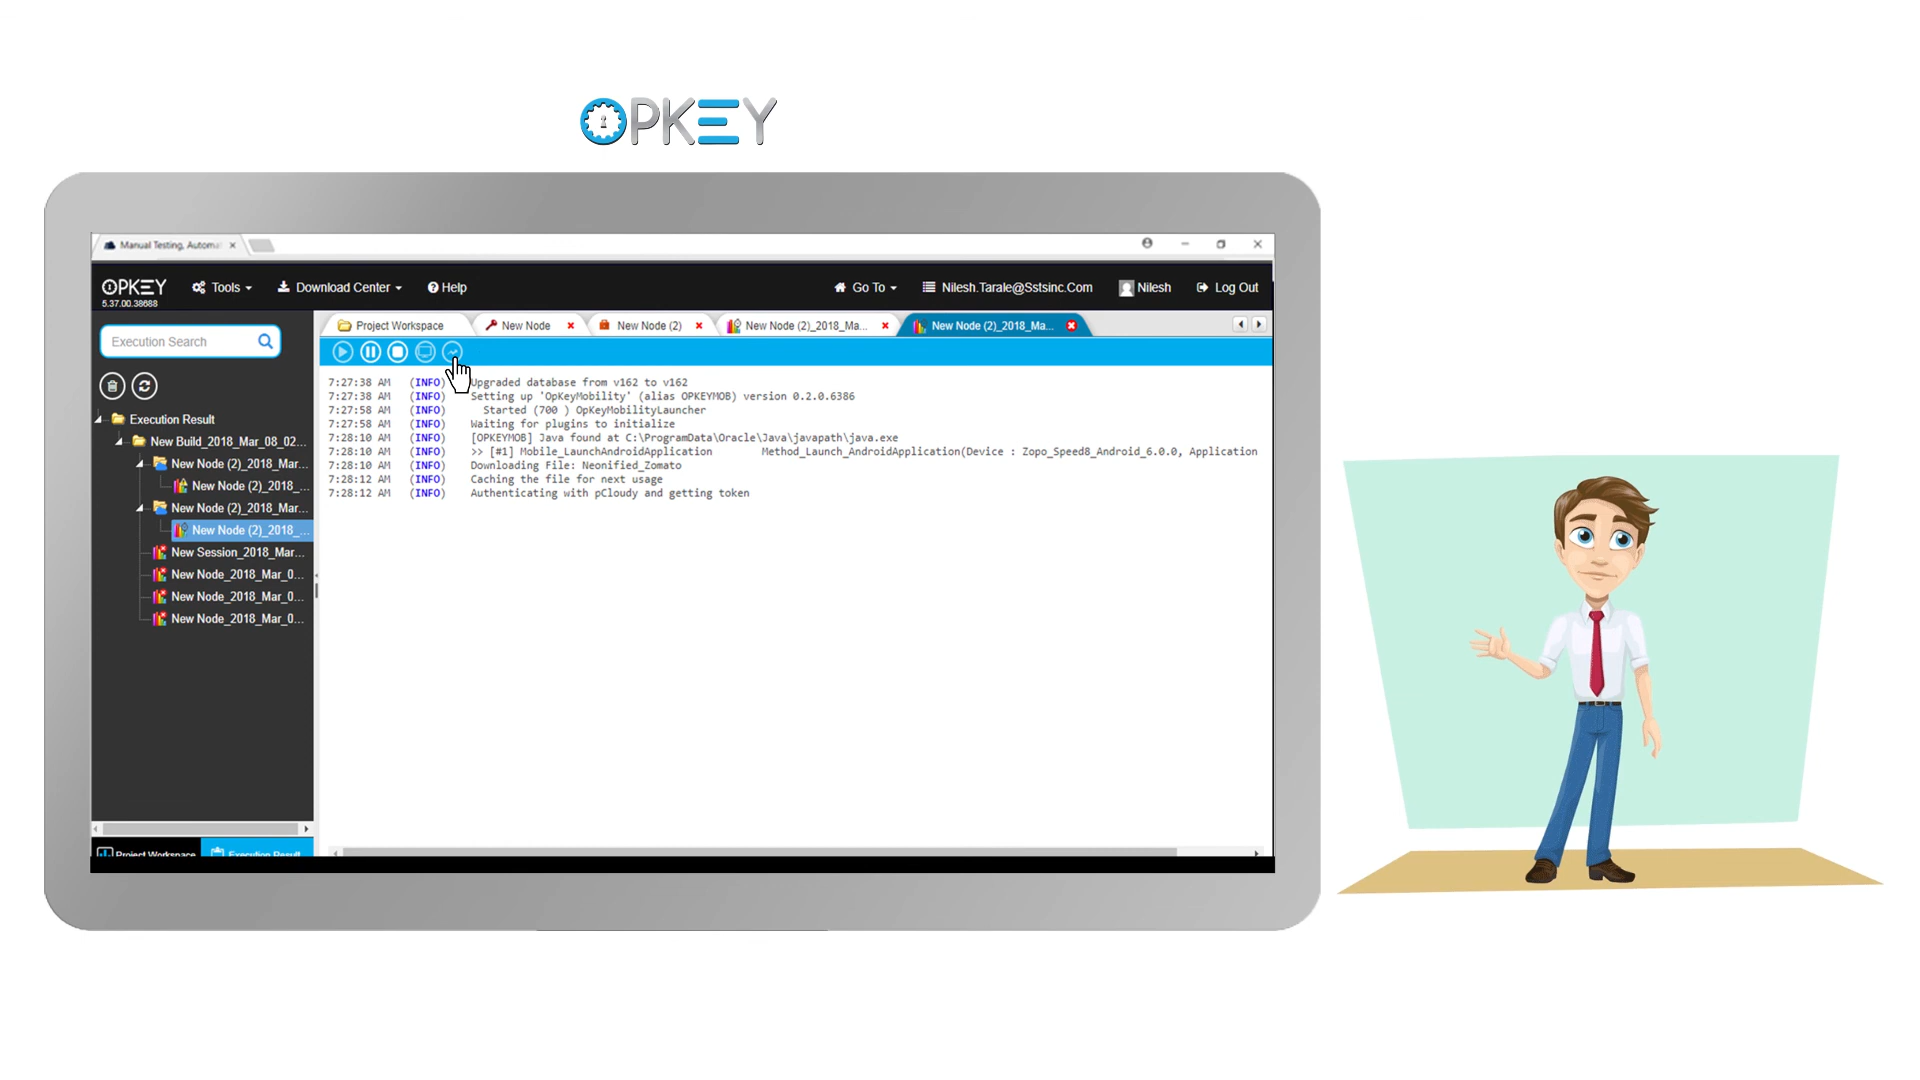 OPKEY
Manual Testing, Automa
OPKEY
5.37.00.38688
Tools
Download Center
Help
Go To
Nilesh.Tarale@Sstsinc.Com
Nilesh
Log Out
Execution Search
Project Workspace
New Node
New Node (2)
New Node (2)_2018_Ma...
New Node (2)_2018_Ma...
Execution Result
New Build_2018_Mar_08_02...
New Node (2)_2018_Mar...
New Node (2)_2018_...
New Node (2)_2018_Mar...
New Node (2)_2018_...
New Session_2018_Mar...
New Node_2018_Mar_0...
New Node_2018_Mar_0...
New Node_2018_Mar_0...
7:27:38 AM (INFO) Upgraded database from v162 to v162
7:27:38 AM (INFO) Setting up 'OpKeyMobility' (alias OPKEYMOB) version 0.2.0.6386
7:27:58 AM (INFO) Started (700 ) OpKeyMobilityLauncher
7:27:58 AM (INFO) Waiting for plugins to initialize
7:28:10 AM (INFO) [OPKEYMOB] Java found at C:\ProgramData\Oracle\Java\javapath\java.exe
7:28:10 AM (INFO) >> [#1] Mobile_LaunchAndroidApplication Method_Launch_AndroidApplication(Device : Zopo_Speed8_Android_6.0.0, Application
7:28:10 AM (INFO) Downloading File: Neonified_Zomato
7:28:12 AM (INFO) Caching the file for next usage
7:28:12 AM (INFO) Authenticating with pCloudy and getting token
Project Workspace
Execution Result